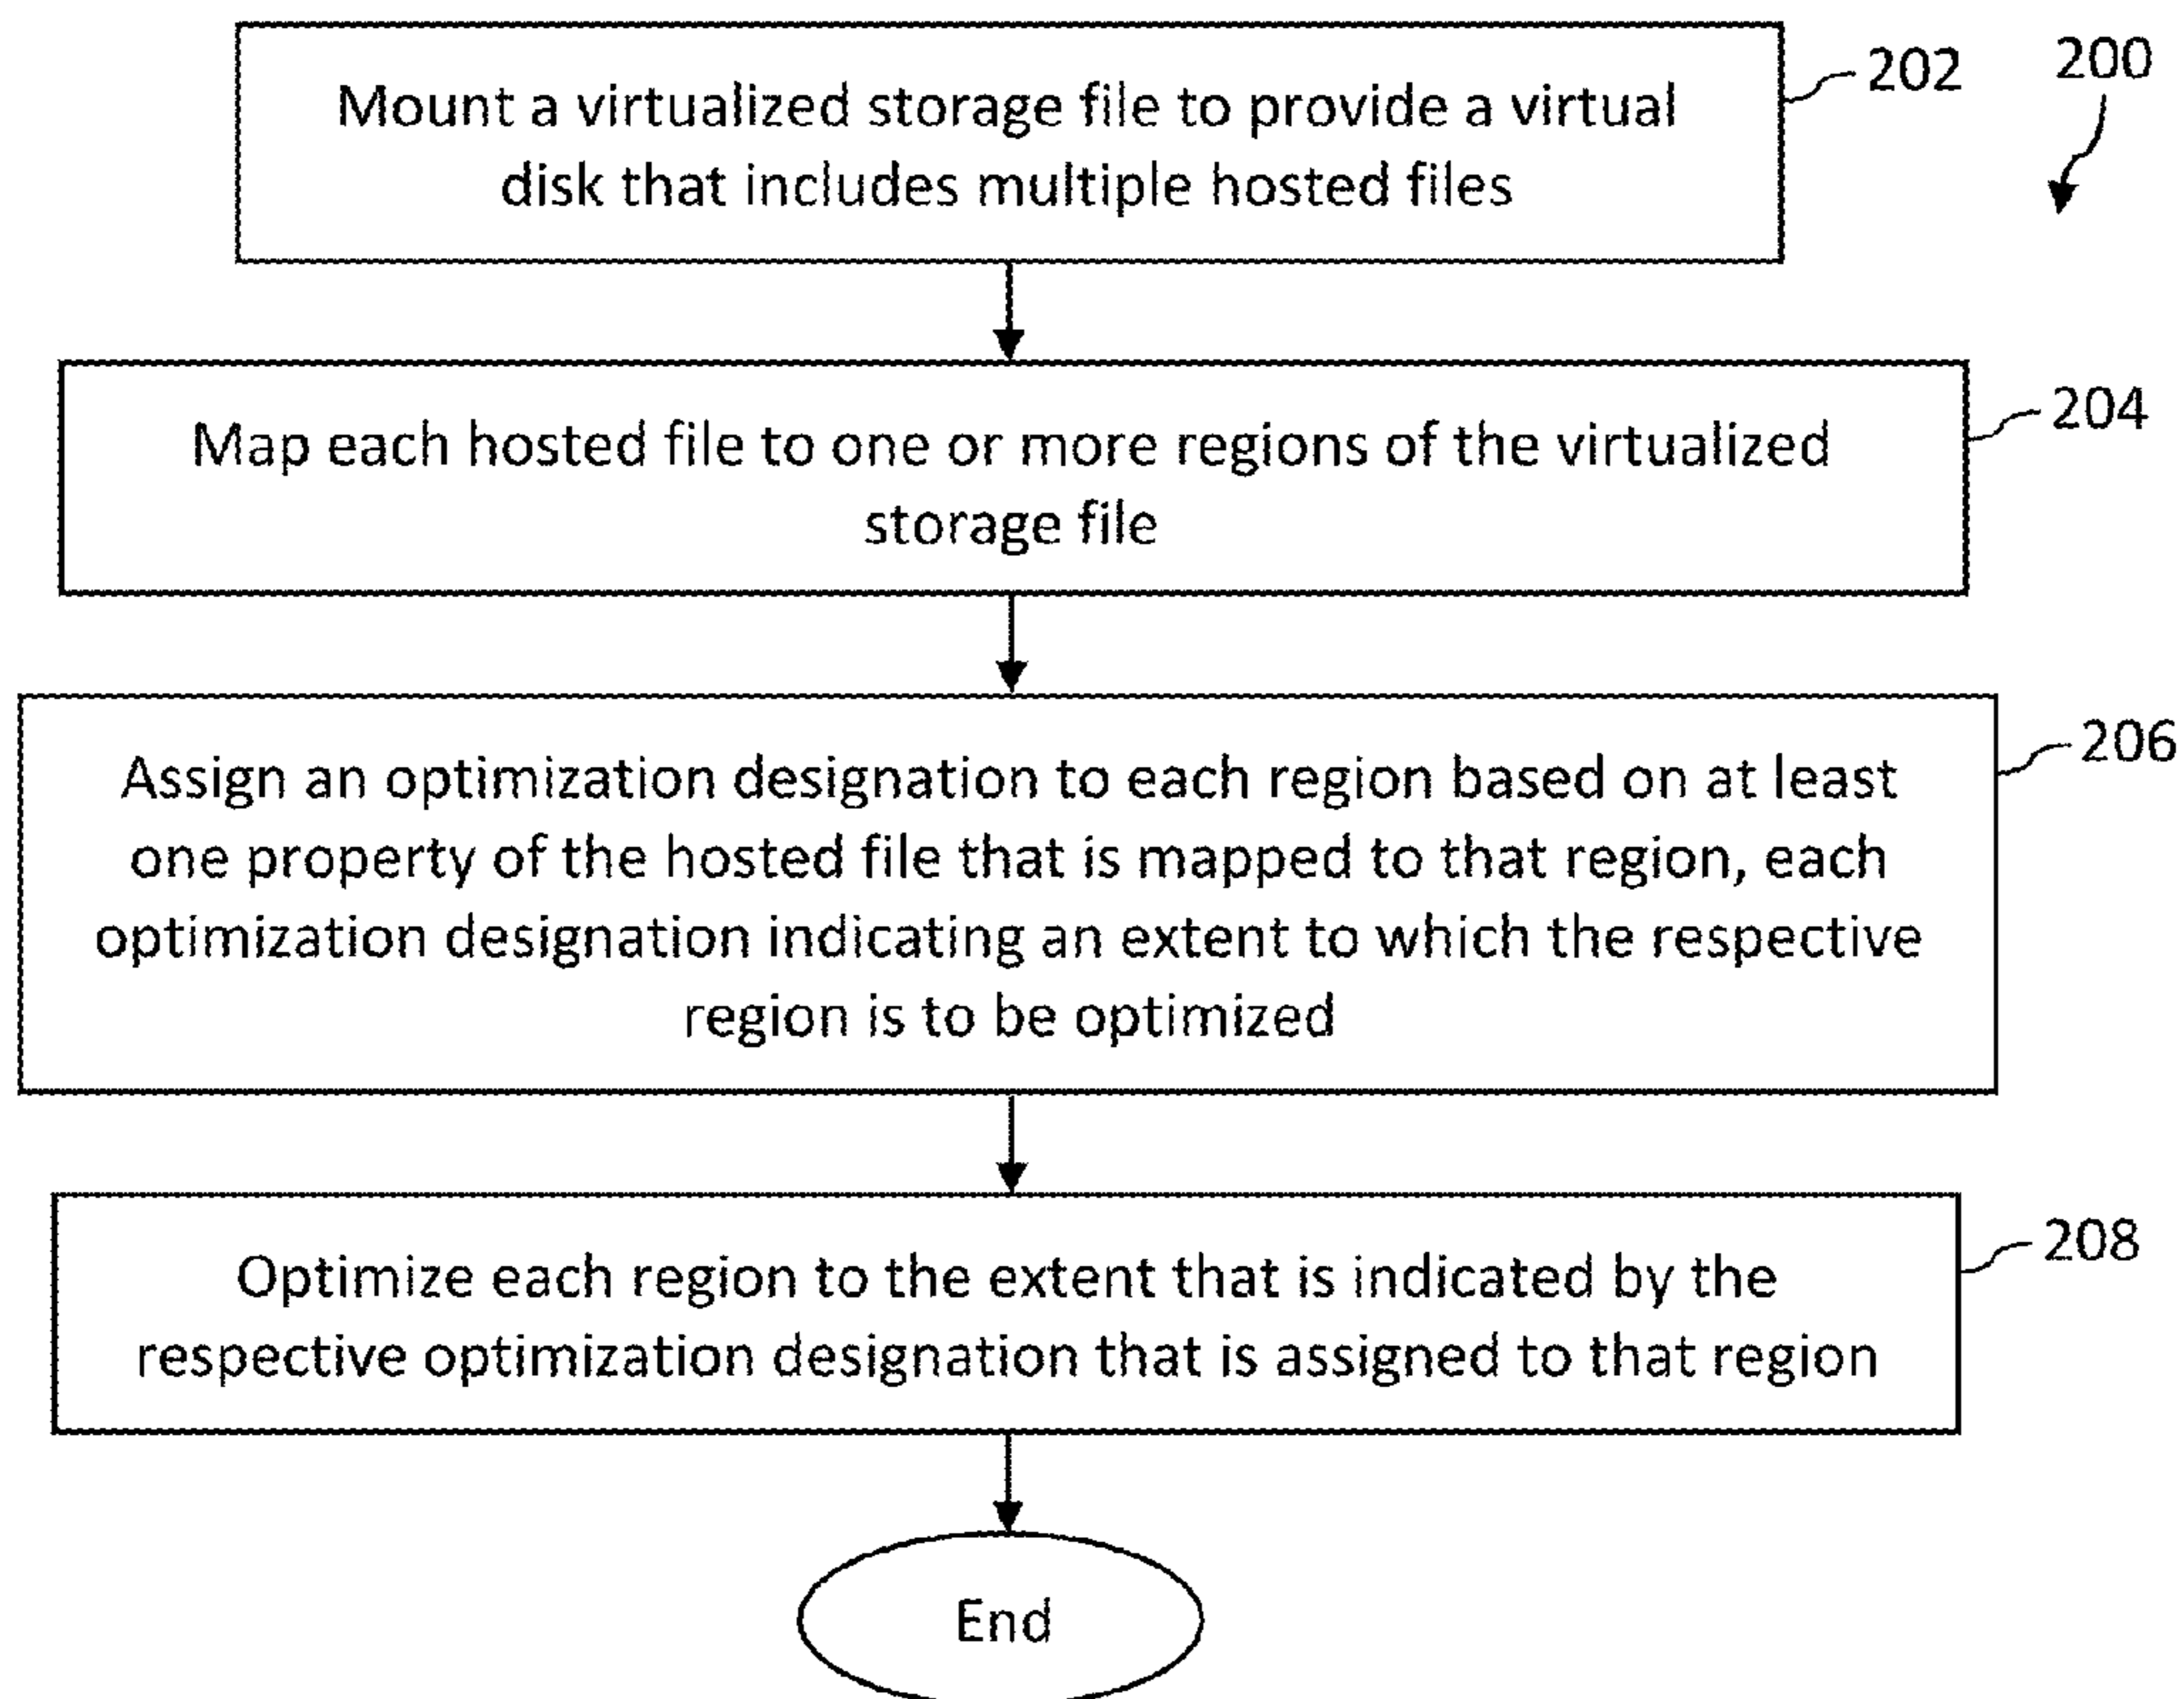 Mount a virtualized storage file to provide a virtual
disk that includes multiple hosted files
202
200
Map each hosted file to one or more regions of the virtualized
storage file
204
Assign an optimization designation to each region based on at least
one property of the hosted file that is mapped to that region, each
optimization designation indicating an extent to which the respective
region is to be optimized
206
Optimize each region to the extent that is indicated by the
respective optimization designation that is assigned to that region
208
End